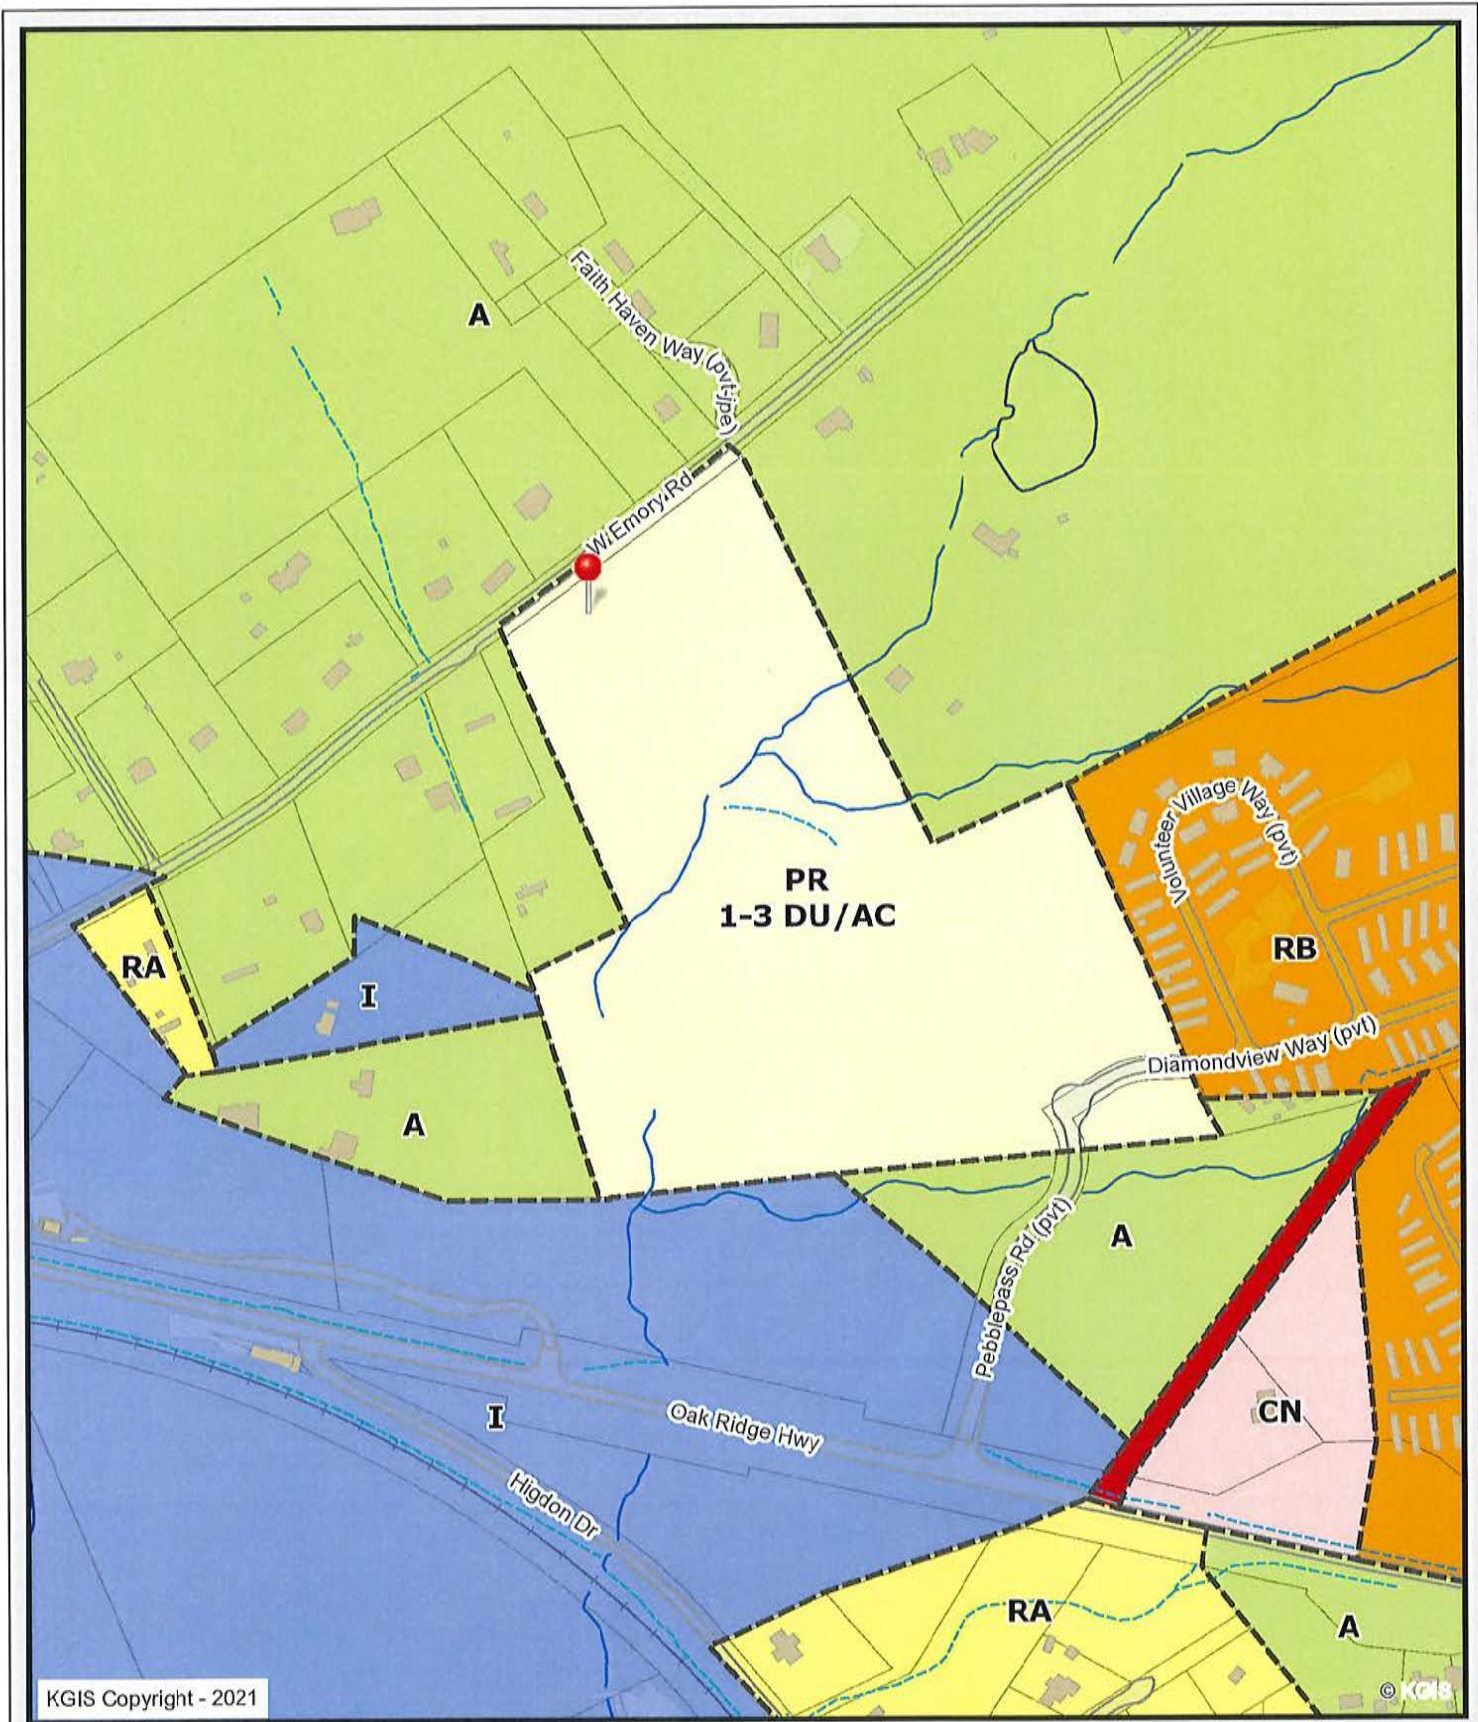 A
Faith Haven Way (pvt-jpe)
W. Emory Rd
PR
1-3 DU/AC
Volunteer Village Way (pvt)
RB
RA
I
Diamondview Way (pvt)
A
Pebblepass Rd (pvt)
A
I
Oak Ridge Hwy
CN
Higdon Dr
RA
A
KGIS Copyright - 2021
© KGIS